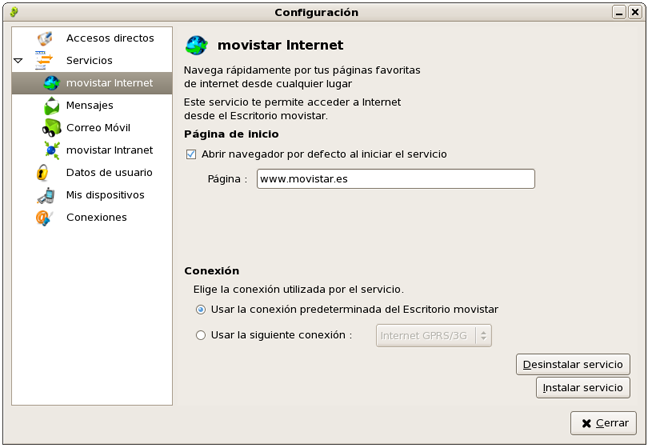 Configuración
Accesos directos
Servicios
movistar Internet
Mensajes
Correo Móvil
movistar Intranet
Datos de usuario
Mis dispositivos
Conexiones
movistar Internet
Navega rápidamente por tus páginas favoritas
de internet desde cualquier lugar
Este servicio te permite acceder a Internet
desde el Escritorio movistar.
Página de inicio
Abrir navegador por defecto al iniciar el servicio
Página : www.movistar.es
Conexión
Elige la conexión utilizada por el servicio.
Usar la conexión predeterminada del Escritorio movistar
Usar la siguiente conexión : Internet GPRS/3G
Desinstalar servicio
Instalar servicio
Cerrar